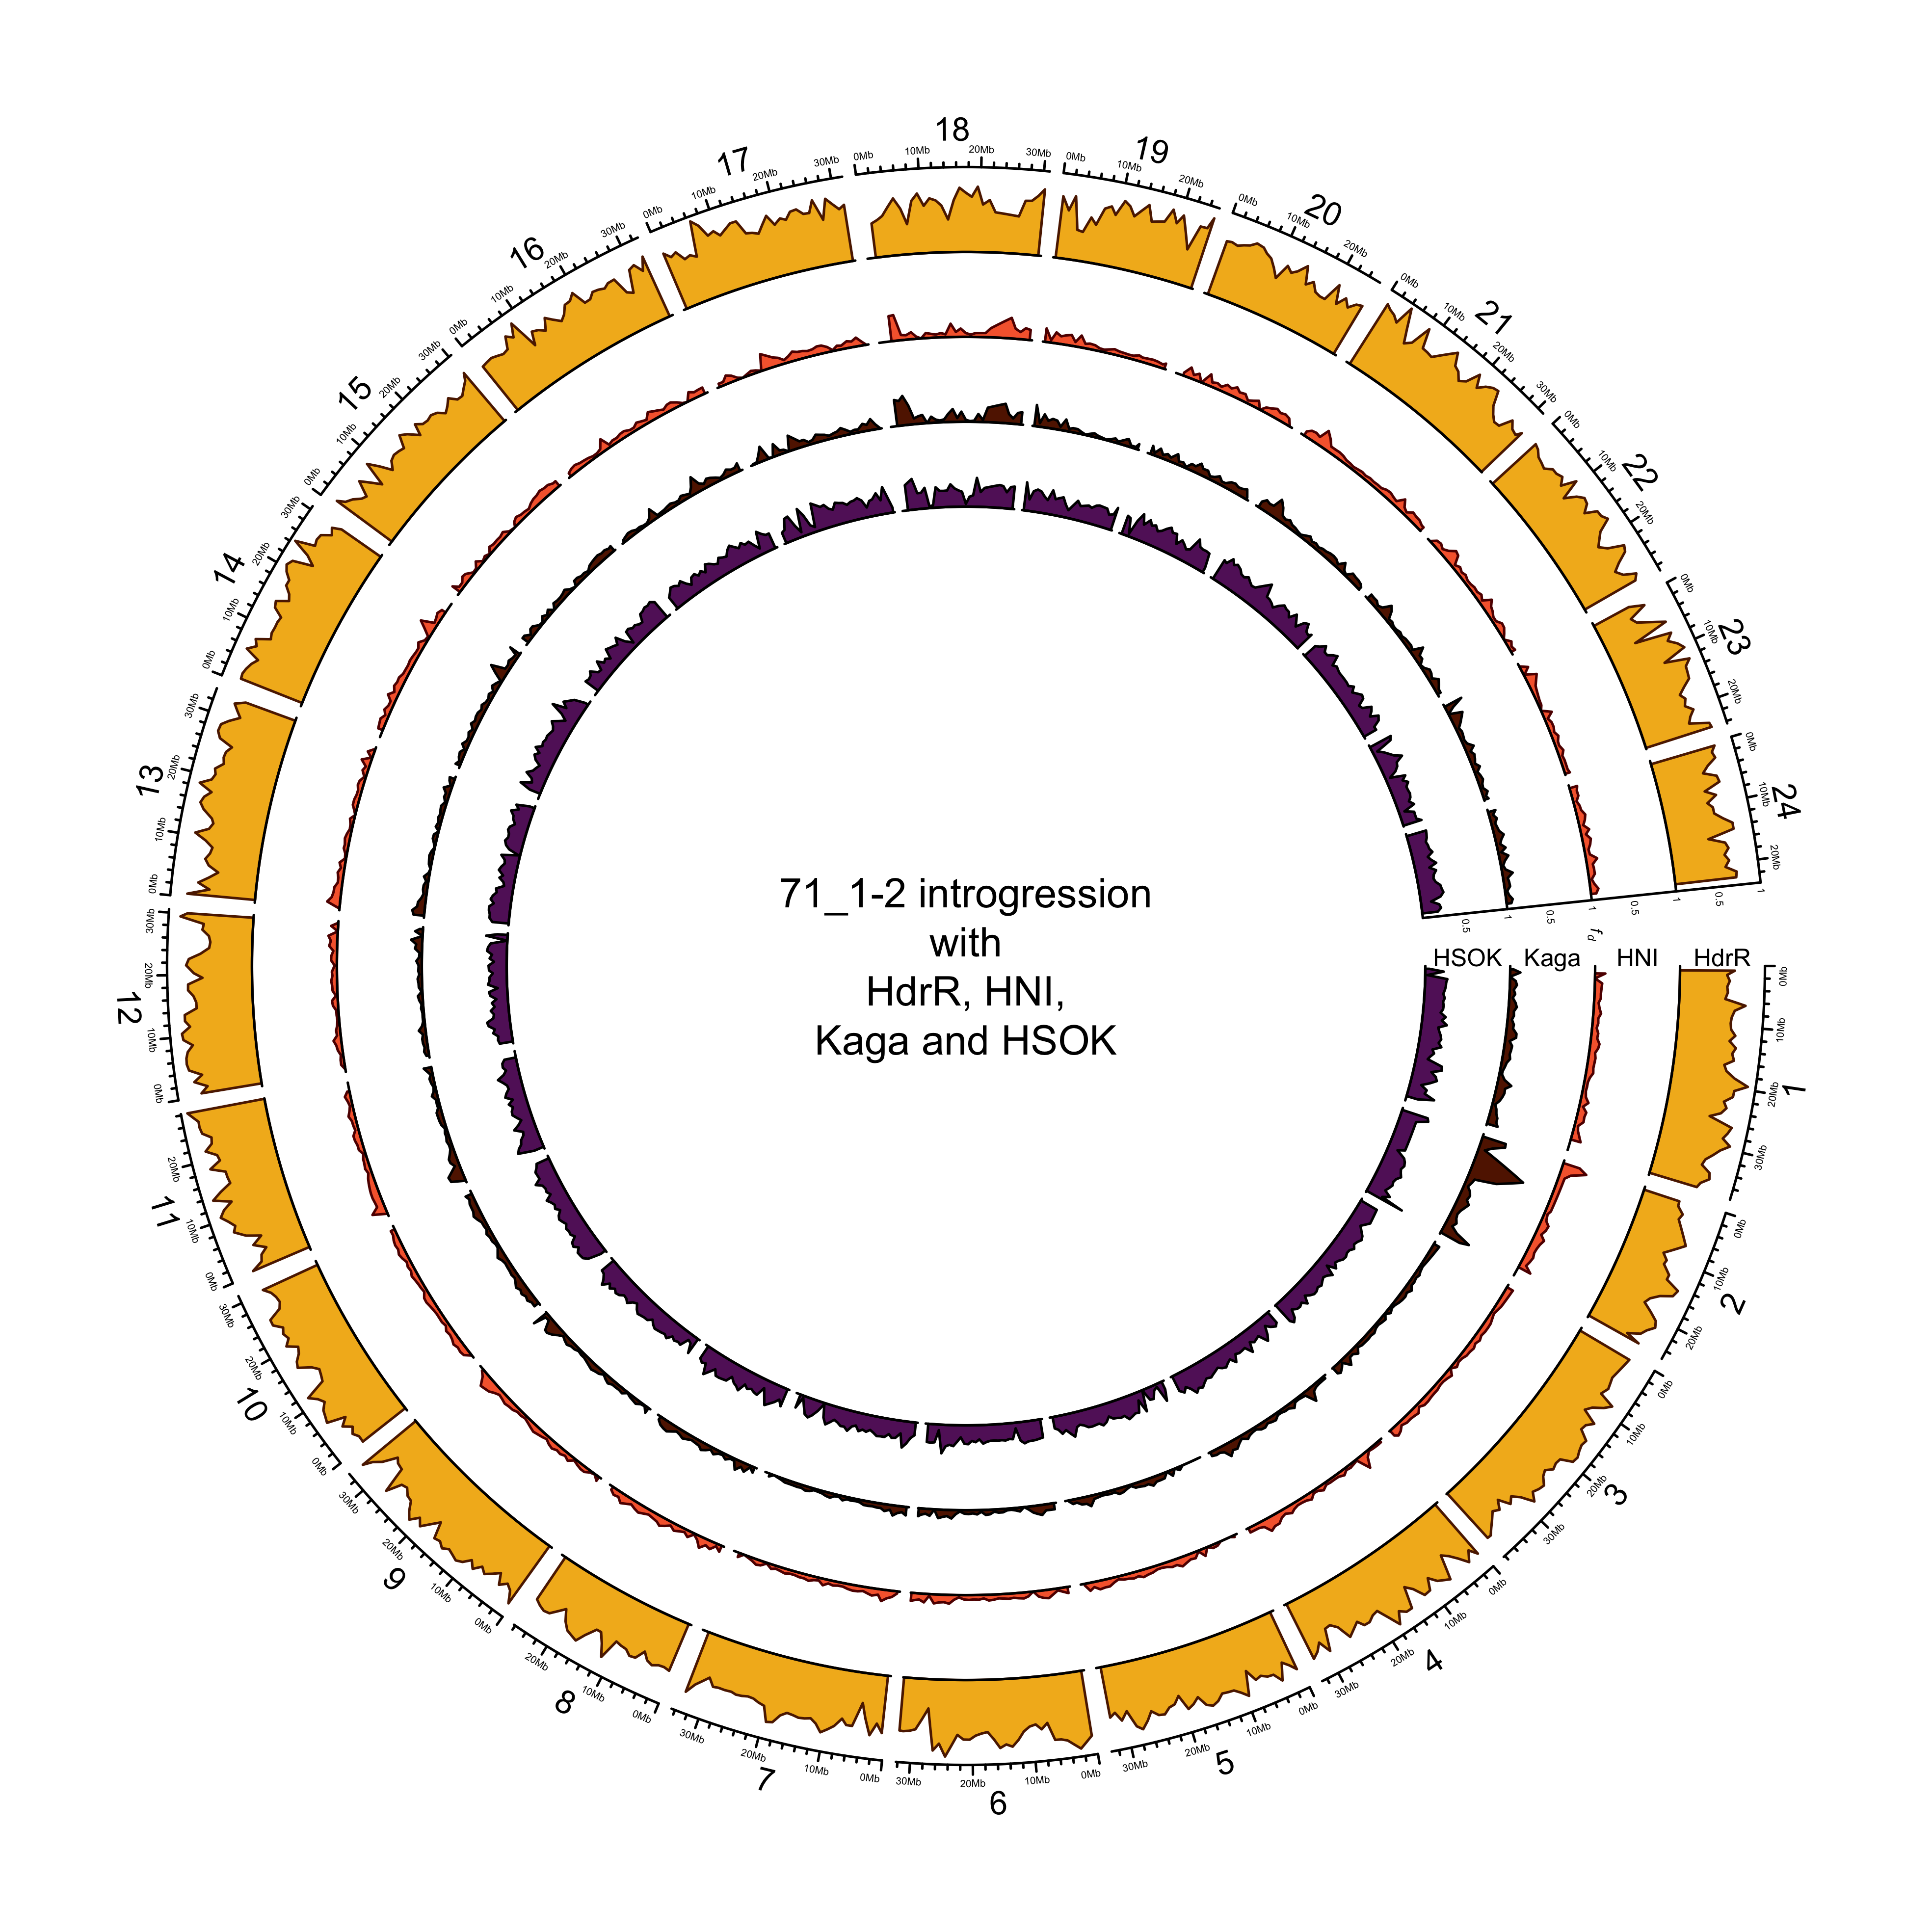 71_1-2 introgression
with
HdrR, HNI,
Kaga and HSOK
HSOK Kaga HNI HdrR
fd
0.5 1 0.5 1 0.5 1 0.5 1
1
0Mb 10Mb 20Mb 30Mb
2
0Mb 10Mb 20Mb
3
0Mb 10Mb 20Mb 30Mb
4
0Mb 10Mb 20Mb 30Mb
5
0Mb 10Mb 20Mb 30Mb
6
0Mb 10Mb 20Mb 30Mb
7
0Mb 10Mb 20Mb 30Mb
8
0Mb 10Mb 20Mb
9
0Mb 10Mb 20Mb 30Mb
10
0Mb 10Mb 20Mb 30Mb
11
0Mb 10Mb 20Mb
12
0Mb 10Mb 20Mb 30Mb
13
0Mb 10Mb 20Mb 30Mb
14
0Mb 10Mb 20Mb 30Mb
15
0Mb 10Mb 20Mb 30Mb
16
0Mb 10Mb 20Mb 30Mb
17
0Mb 10Mb 20Mb 30Mb
18
0Mb 10Mb 20Mb 30Mb
19
0Mb 10Mb 20Mb
20
0Mb 10Mb 20Mb
21
0Mb 10Mb 20Mb 30Mb
22
0Mb 10Mb 20Mb
23
0Mb 10Mb 20Mb
24
0Mb 10Mb 20Mb